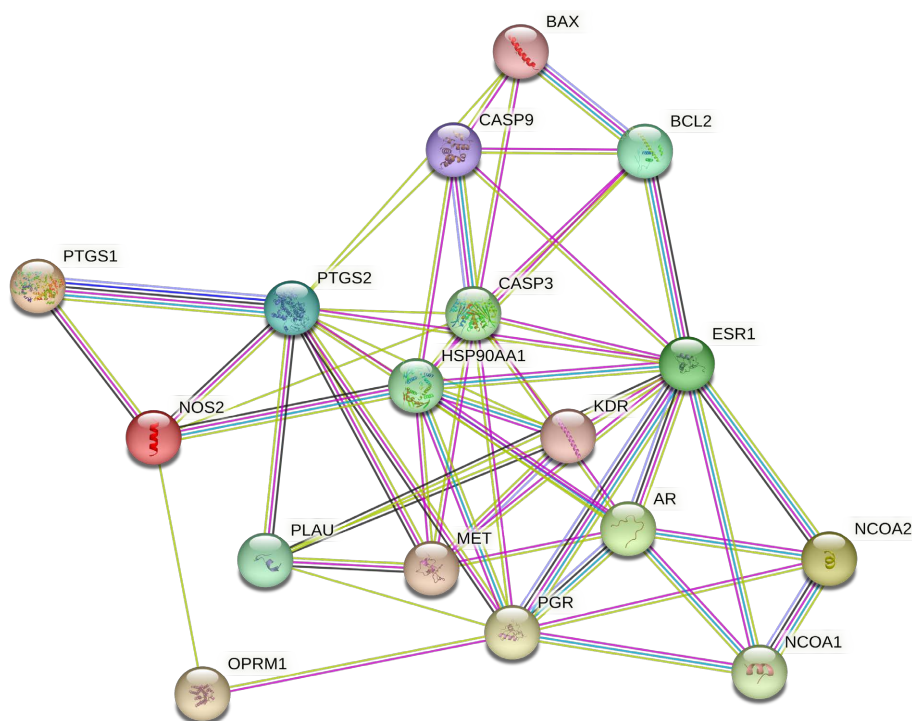 BAX
CASP9
BCL2
PTGS1
PTGS2
CASP3
ESR1
HSP90AA1
NOS2
KDR
AR
PLAU
MET
NCOA2
PGR
NCOA1
OPRM1